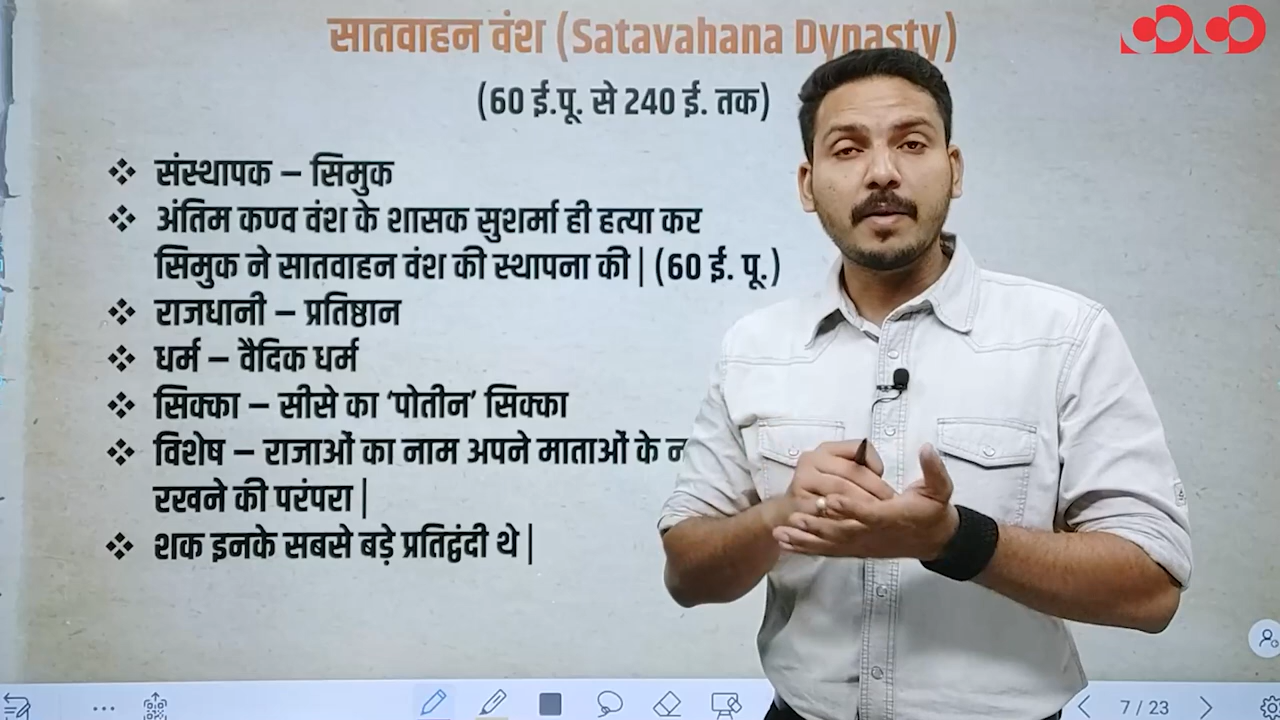 सातवाहन वंश (Satavahana Dynasty)
(60 ई.पू. से 240 ई. तक)
❖ संस्थापक – सिमुक
❖ अंतिम कण्व वंश के शासक सुशर्मा ही हत्या कर
सिमुक ने सातवाहन वंश की स्थापना की | (60 ई. पू.)
❖ राजधानी – प्रतिष्ठान
❖ धर्म – वैदिक धर्म
❖ सिक्का – सीसे का ‘पोतीन’ सिक्का
❖ विशेष – राजाओं का नाम अपने माताओं के
रखने की परंपरा |
❖ शक इनके सबसे बड़े प्रतिद्वंदी थे |
7 / 23